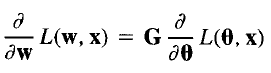 ∂/∂𝐰 L(𝐰, 𝐱) = 𝐆 ∂/∂𝛉 L(𝛉, 𝐱)